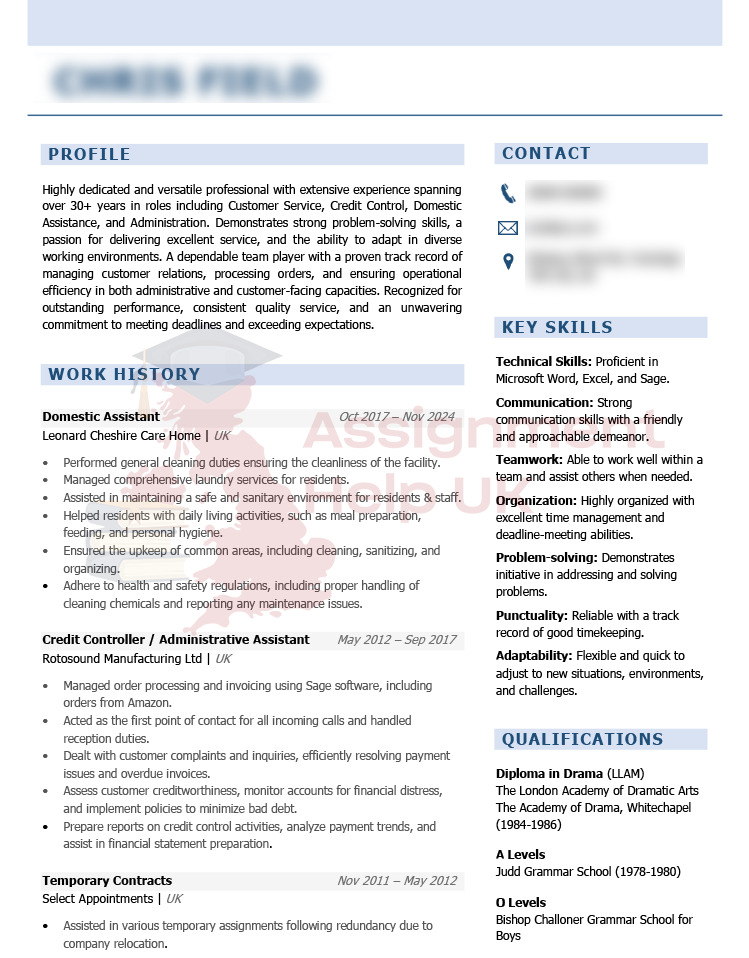 CHRIS FIELD
PROFILE
Highly dedicated and versatile professional with extensive experience spanning
over 30+ years in roles including Customer Service, Credit Control, Domestic
Assistance, and Administration. Demonstrates strong problem-solving skills, a
passion for delivering excellent service, and the ability to adapt in diverse
working environments. A dependable team player with a proven track record of
managing customer relations, processing orders, and ensuring operational
efficiency in both administrative and customer-facing capacities. Recognized for
outstanding performance, consistent quality service, and an unwavering
commitment to meeting deadlines and exceeding expectations.
WORK HISTORY
Domestic Assistant Oct 2017 – Nov 2024
Leonard Cheshire Care Home | UK
• Performed general cleaning duties ensuring the cleanliness of the facility.
• Managed comprehensive laundry services for residents.
• Assisted in maintaining a safe and sanitary environment for residents & staff.
• Helped residents with daily living activities, such as meal preparation,
feeding, and personal hygiene.
• Ensured the upkeep of common areas, including cleaning, sanitizing, and
organizing.
• Adhere to health and safety regulations, including proper handling of
cleaning chemicals and reporting any maintenance issues.
Credit Controller / Administrative Assistant May 2012 – Sep 2017
Rotosound Manufacturing Ltd | UK
• Managed order processing and invoicing using Sage software, including
orders from Amazon.
• Acted as the first point of contact for all incoming calls and handled
reception duties.
• Dealt with customer complaints and inquiries, efficiently resolving payment
issues and overdue invoices.
• Assess customer creditworthiness, monitor accounts for financial distress,
and implement policies to minimize bad debt.
• Prepare reports on credit control activities, analyze payment trends, and
assist in financial statement preparation.
Temporary Contracts Nov 2011 – May 2012
Select Appointments | UK
• Assisted in various temporary assignments following redundancy due to
company relocation.
CONTACT
KEY SKILLS
Technical Skills: Proficient in
Microsoft Word, Excel, and Sage.
Communication: Strong
communication skills with a friendly
and approachable demeanor.
Teamwork: Able to work well within a
team and assist others when needed.
Organization: Highly organized with
excellent time management and
deadline-meeting abilities.
Problem-solving: Demonstrates
initiative in addressing and solving
problems.
Punctuality: Reliable with a track
record of good timekeeping.
Adaptability: Flexible and quick to
adjust to new situations, environments,
and challenges.
QUALIFICATIONS
Diploma in Drama (LLAM)
The London Academy of Dramatic Arts
The Academy of Drama, Whitechapel
(1984-1986)
A Levels
Judd Grammar School (1978-1980)
O Levels
Bishop Challoner Grammar School for
Boys
Assignment
Help UK